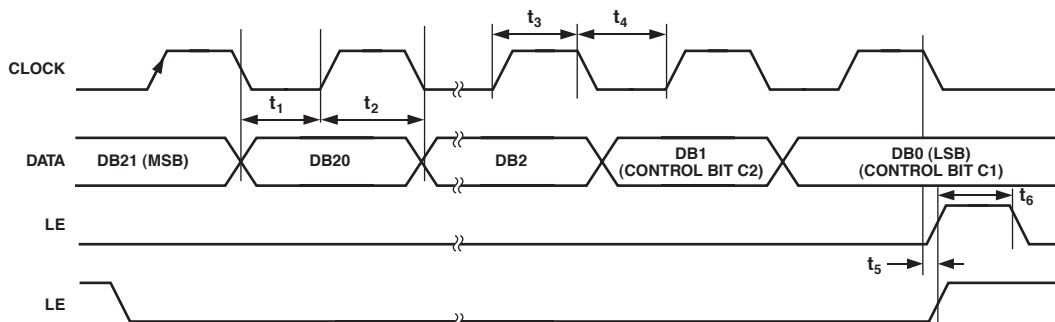 t3 t4
CLOCK
t1 t2
DATA
DB21 (MSB) DB20 DB2 DB1
(CONTROL BIT C2) DB0 (LSB)
(CONTROL BIT C1)
t6
LE
t5
LE